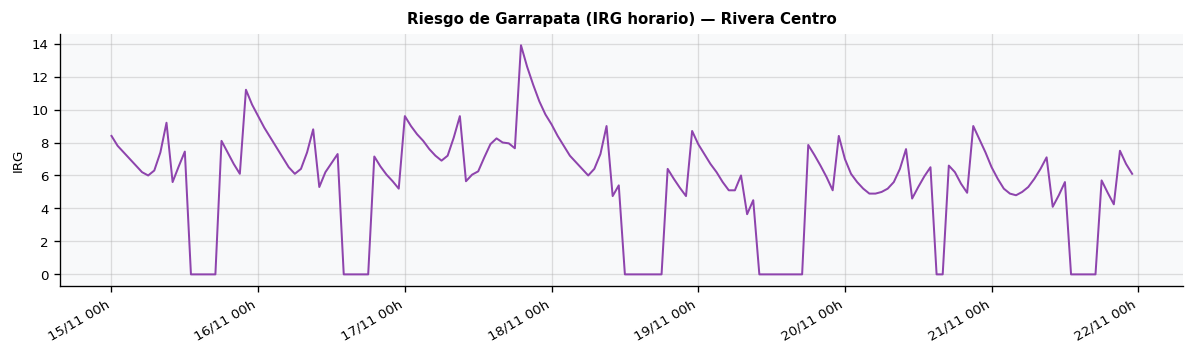 Riesgo de Garrapata (IRG horario) — Rivera Centro
IRG
14
12
10
8
6
4
2
0
15/11 00h
16/11 00h
17/11 00h
18/11 00h
19/11 00h
20/11 00h
21/11 00h
22/11 00h